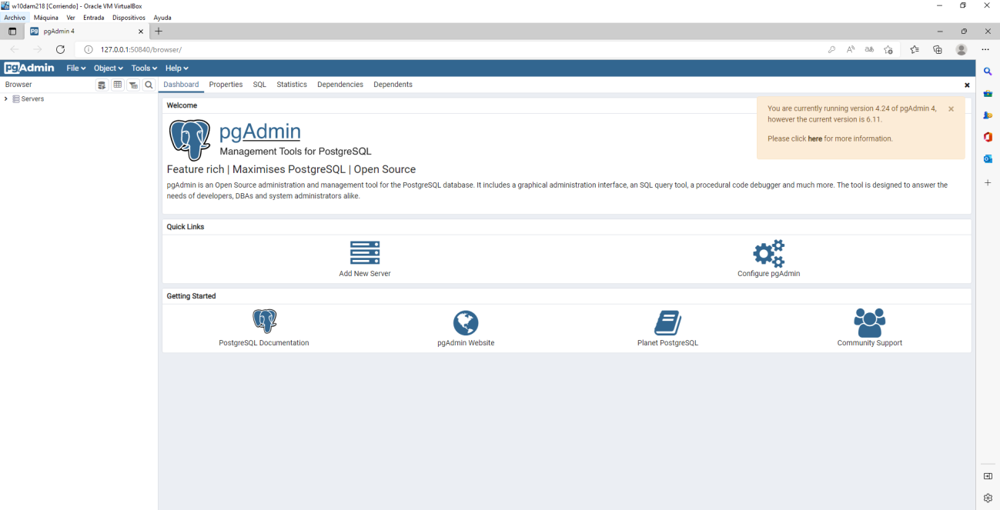 w10dam218 [Corriendo] - Oracle VM VirtualBox
Archivo Máquina Ver Entrada Dispositivos Ayuda
pgAdmin 4
127.0.0.1:50840/browser/
pgAdmin File Object Tools Help
Browser Dashboard Properties SQL Statistics Dependencies Dependents
Servers
Welcome
You are currently running version 4.24 of pgAdmin 4,
however the current version is 6.11.
Please click here for more information.
pgAdmin
Management Tools for PostgreSQL
Feature rich | Maximises PostgreSQL | Open Source
pgAdmin is an Open Source administration and management tool for the PostgreSQL database. It includes a graphical administration interface, an SQL query tool, a procedural code debugger and much more. The tool is designed to answer the
needs of developers, DBAs and system administrators alike.
Quick Links
Add New Server Configure pgAdmin
Getting Started
PostgreSQL Documentation pgAdmin Website Planet PostgreSQL Community Support